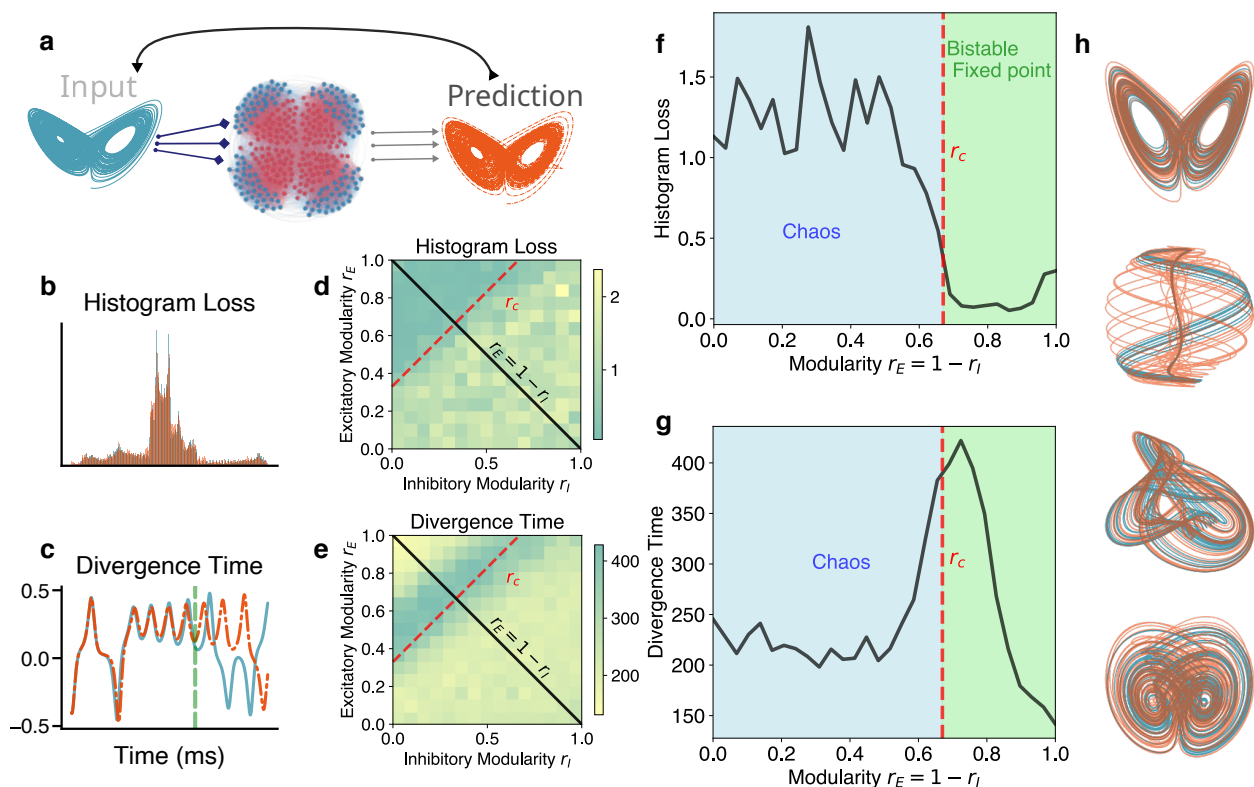 a
Input
Prediction
b
Histogram Loss
c
Divergence Time
0.5
0.0
−0.5
Time (ms)
d
Histogram Loss
Excitatory Modularity r_E
1.0
0.8
0.6
0.4
0.2
0.0
0.0
0.5
1.0
Inhibitory Modularity r_I
r_c
r_E = 1 − r_I
2
1
e
Divergence Time
Excitatory Modularity r_E
1.0
0.8
0.6
0.4
0.2
0.0
0.0
0.5
1.0
Inhibitory Modularity r_I
r_c
r_E = 1 − r_I
400
300
200
f
Histogram Loss
1.5
1.0
0.5
0.0
0.0
0.2
0.4
0.6
0.8
1.0
Modularity r_E = 1 − r_I
Chaos
Bistable
Fixed point
r_c
g
Divergence Time
400
350
300
250
200
150
0.0
0.2
0.4
0.6
0.8
1.0
Modularity r_E = 1 − r_I
Chaos
r_c
h